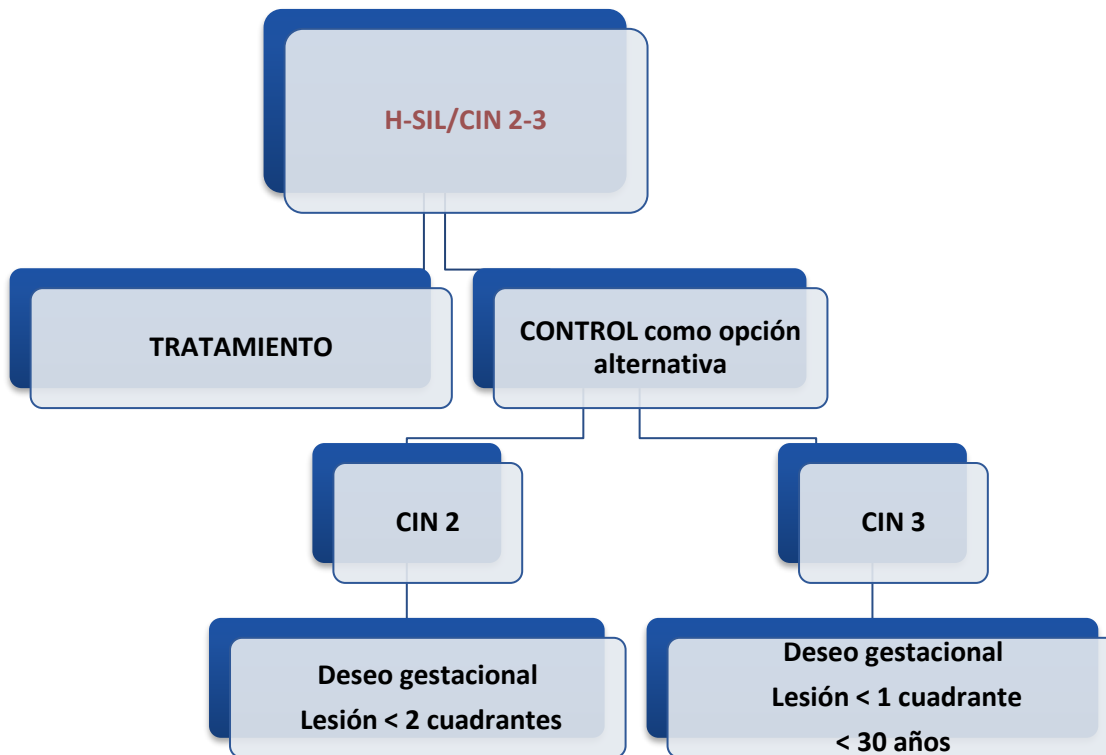 H-SIL/CIN 2-3
TRATAMIENTO
CONTROL como opción
alternativa
CIN 2
CIN 3
Deseo gestacional
Lesión < 2 cuadrantes
Deseo gestacional
Lesión < 1 cuadrante
< 30 años